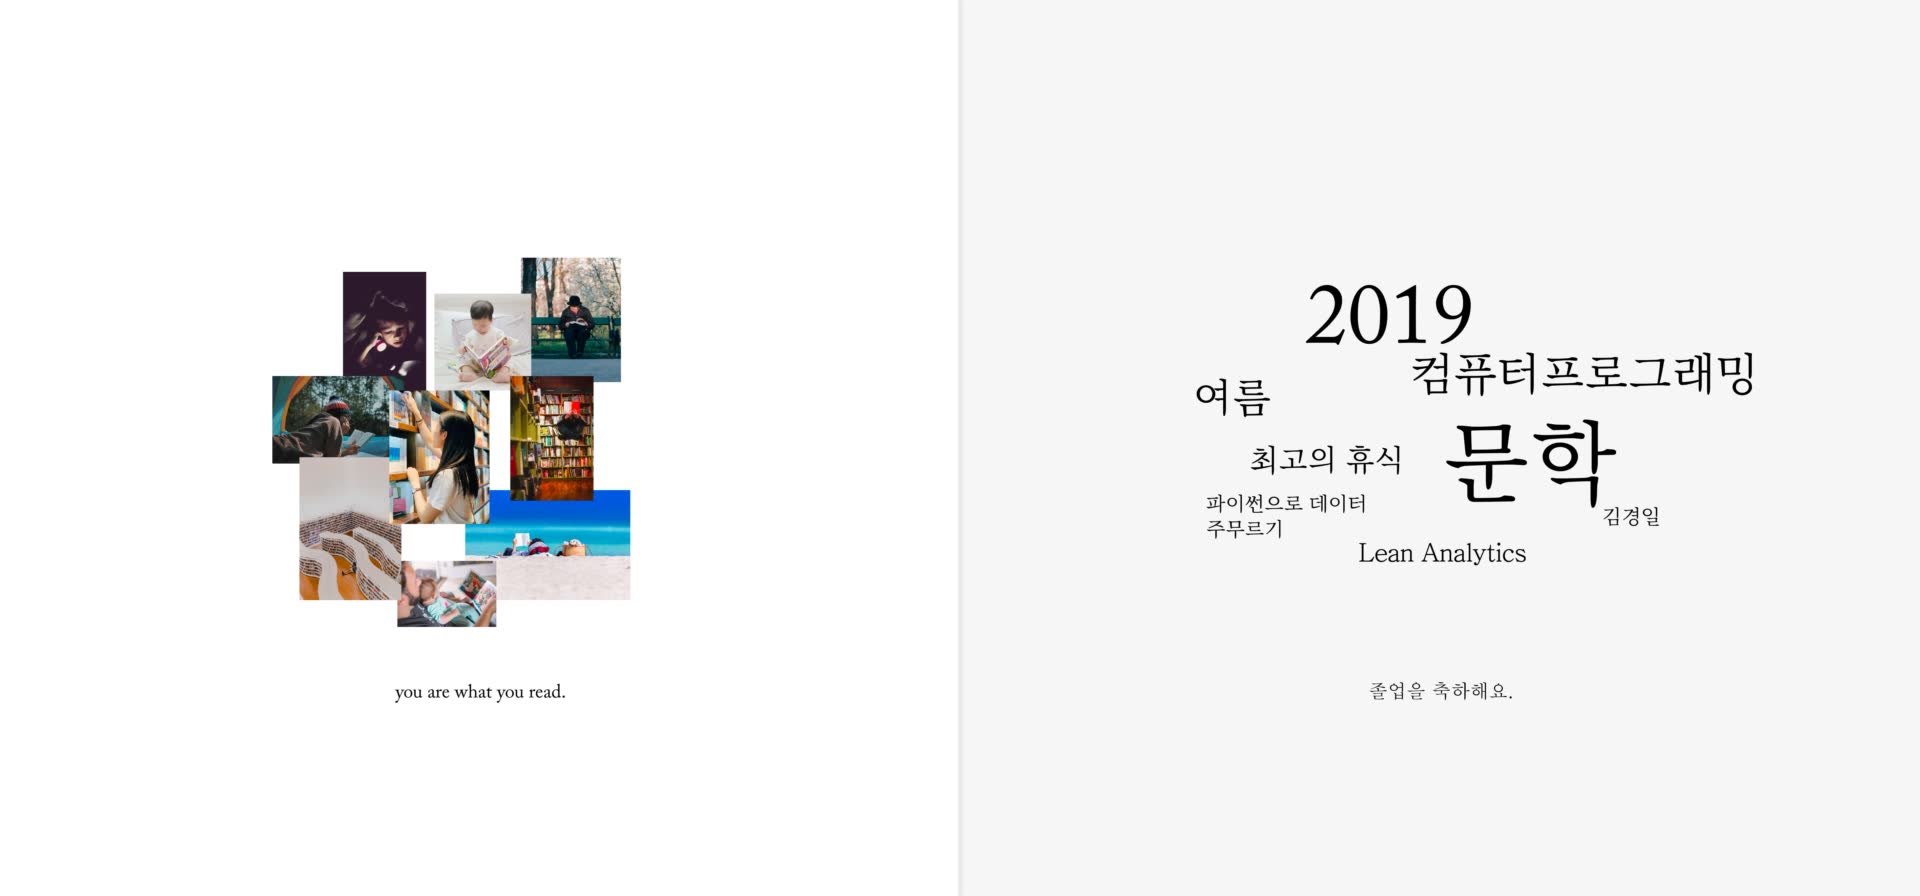 you are what you read.
2019
컴퓨터프로그래밍
여름
문학
최고의 휴식
파이썬으로 데이터
주무르기
김경일
Lean Analytics
졸업을 축하해요.